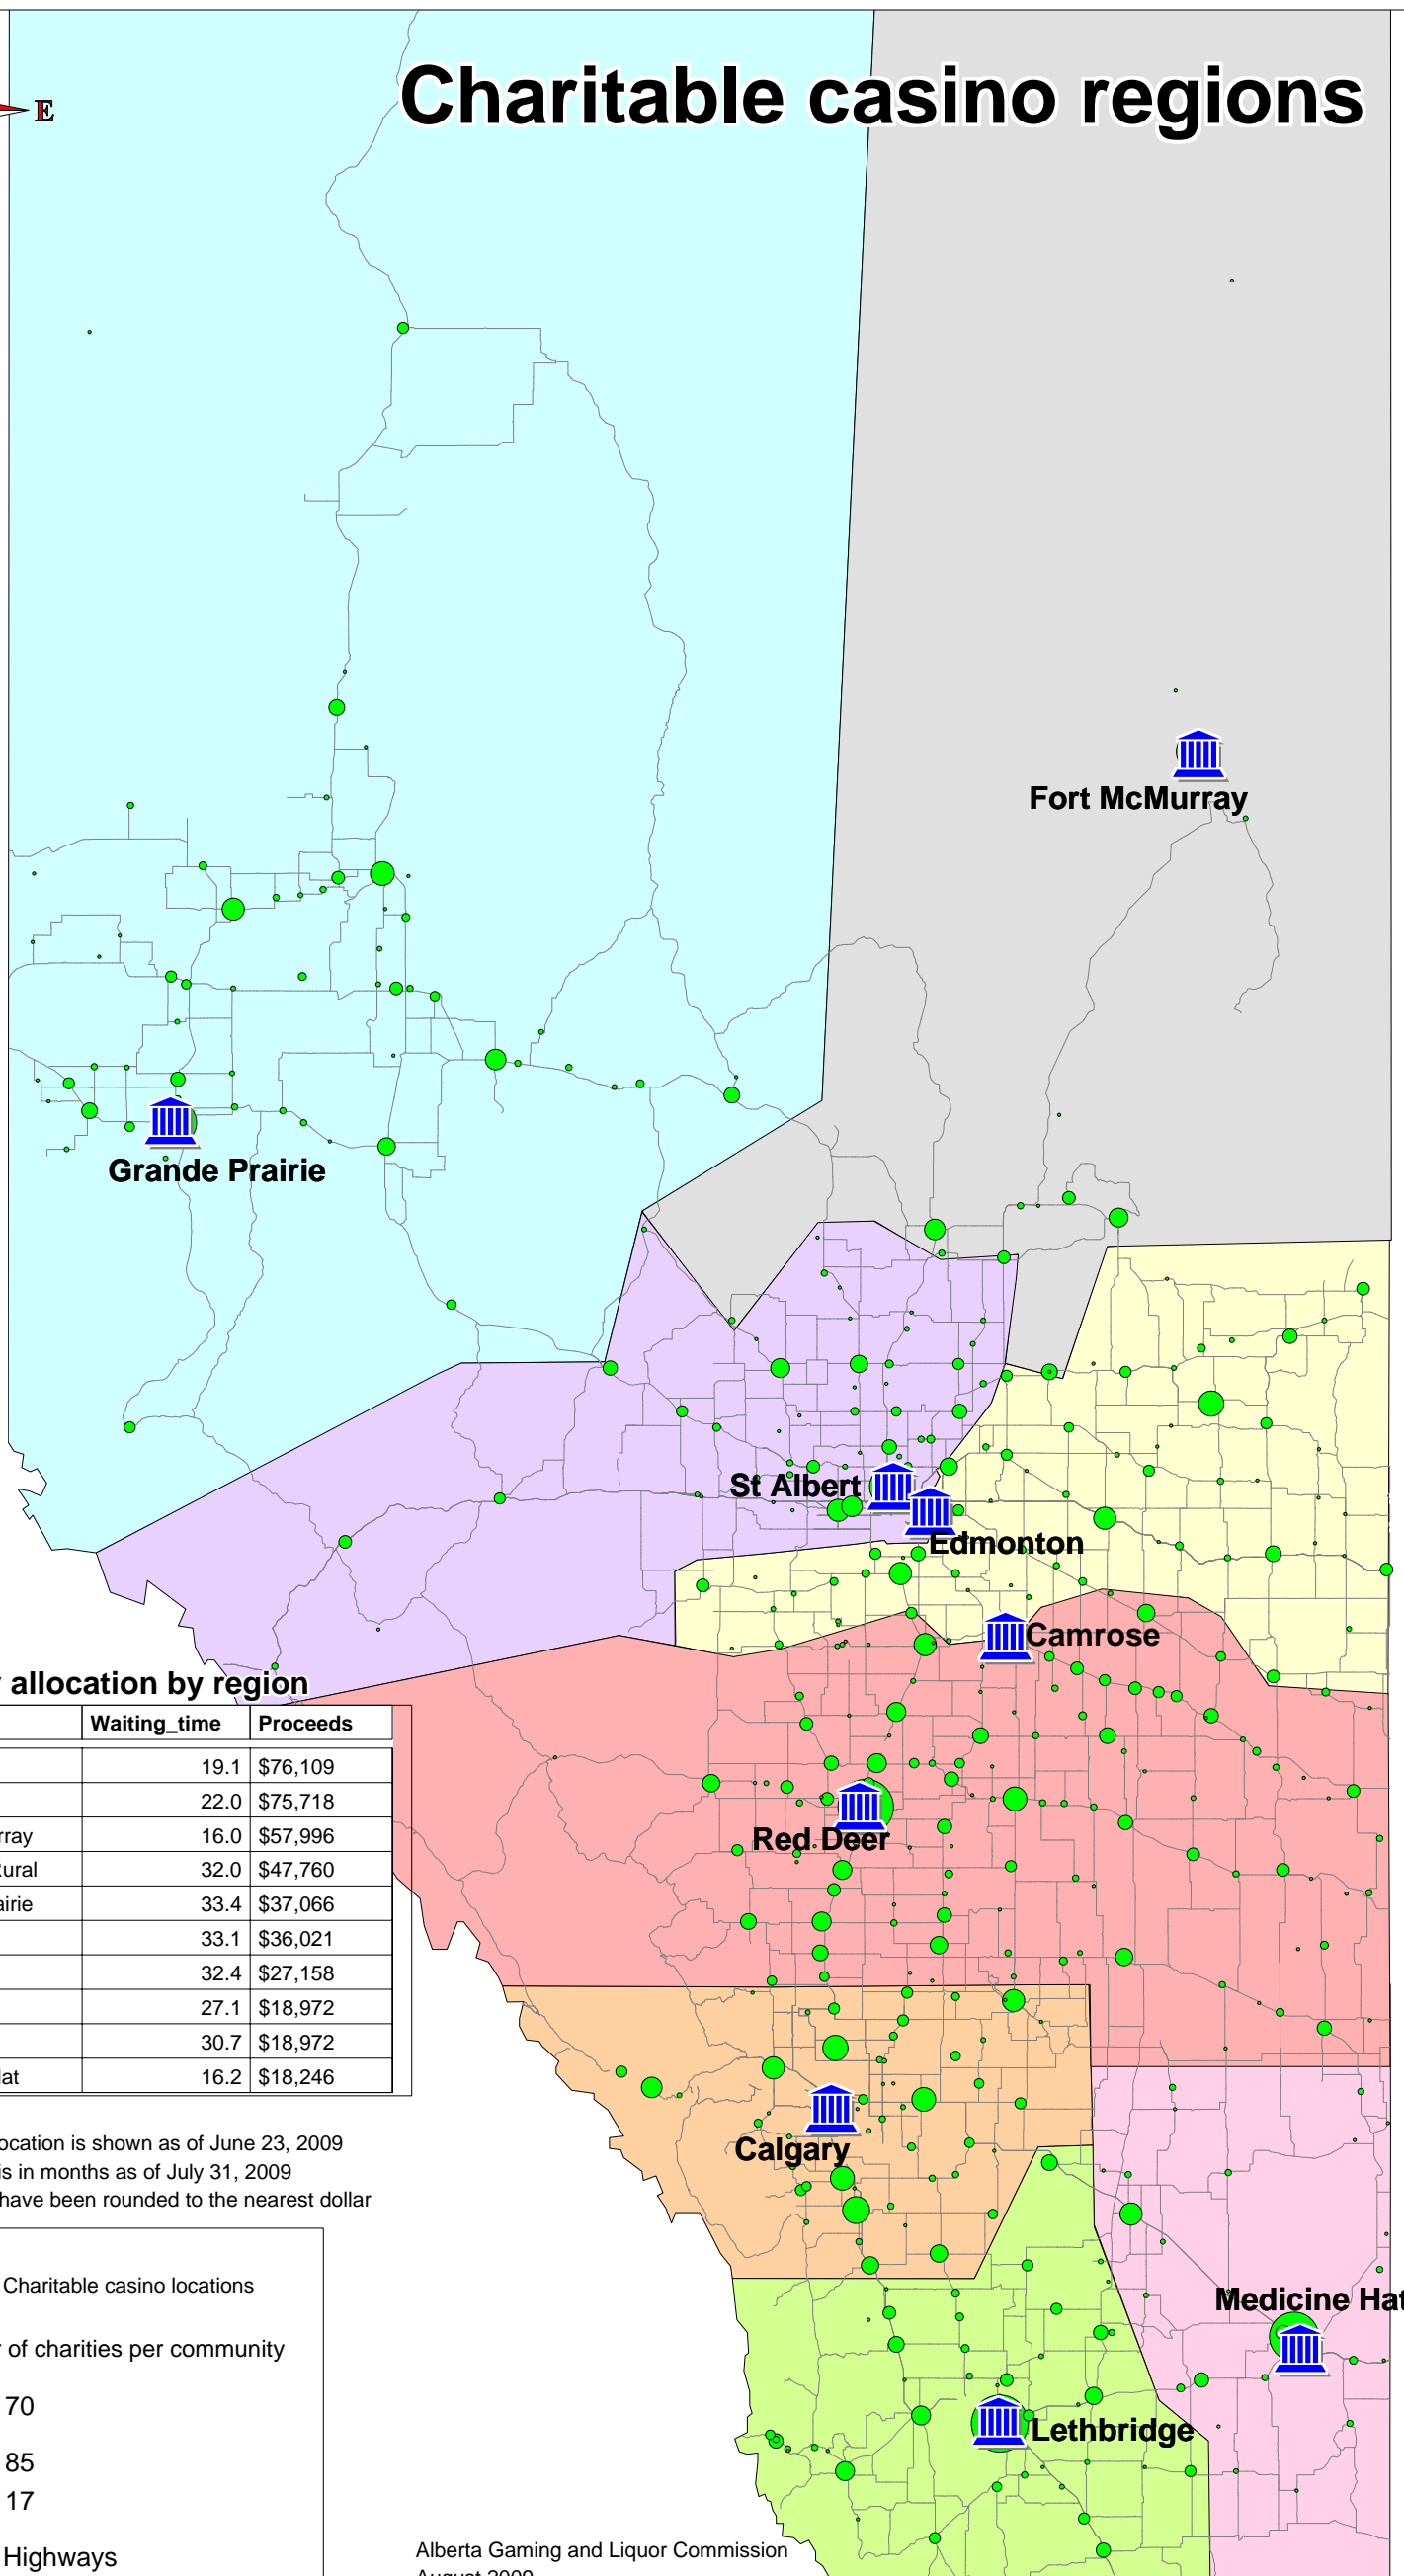 Charitable casino regions
E
Fort McMurray
Grande Prairie
St Albert
Edmonton
Camrose
allocation by region
Waiting_time Proceeds
19.1 $76,109
22.0 $75,718
rray 16.0 $57,996
Rural 32.0 $47,760
airie 33.4 $37,066
33.1 $36,021
32.4 $27,158
27.1 $18,972
30.7 $18,972
Hat 16.2 $18,246
Red Deer
Calgary
ocation is shown as of June 23, 2009
is in months as of July 31, 2009
have been rounded to the nearest dollar
Charitable casino locations
r of charities per community
70
85
17
Highways
Medicine Hat
Lethbridge
Alberta Gaming and Liquor Commission
August 2009